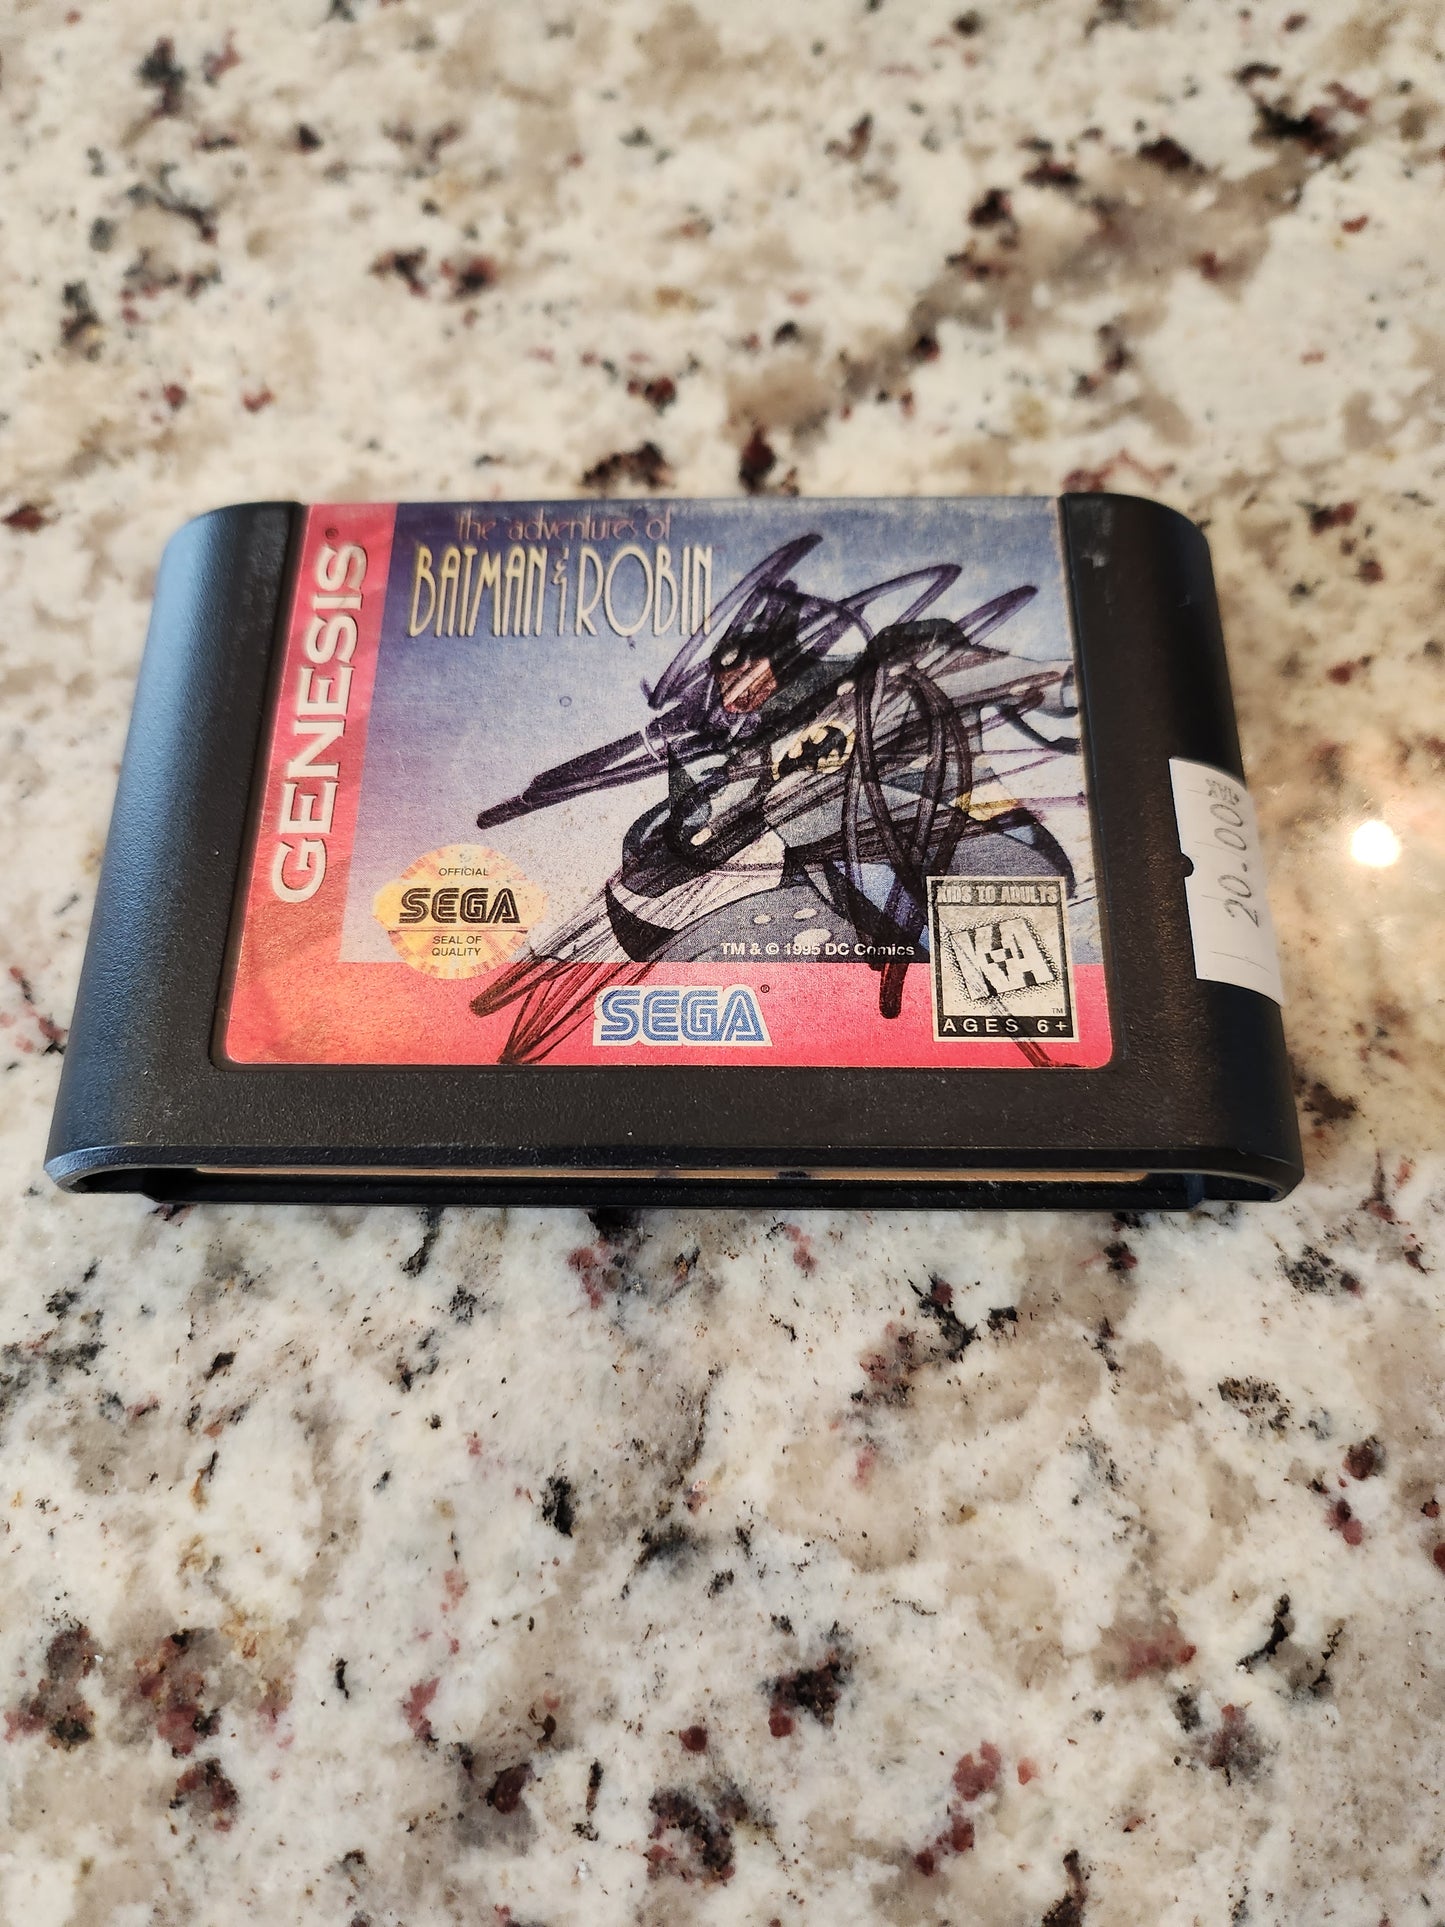 GENESIS®
the adventures of
BATMAN & ROBIN
OFFICIAL
SEGA
SEAL OF
QUALITY
TM & © 1995 DC Comics
SEGA®
KIDS TO ADULTS
K-A
TM
AGES 6+
20.00